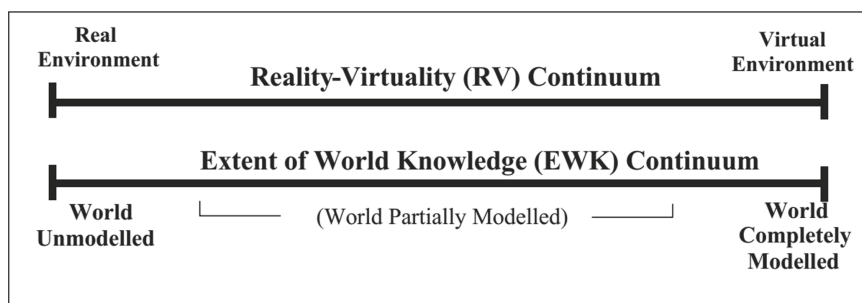 Real
Environment
Virtual
Environment
Reality-Virtuality (RV) Continuum
Extent of World Knowledge (EWK) Continuum
World
Unmodelled
(World Partially Modelled)
World
Completely
Modelled